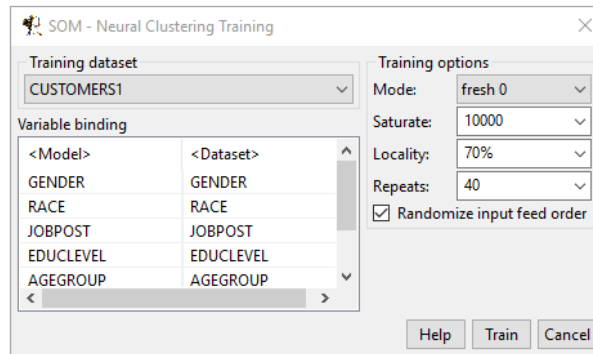 SOM - Neural Clustering Training
Training dataset
CUSTOMERS1
Variable binding
<Model> <Dataset>
GENDER GENDER
RACE RACE
JOBPOST JOBPOST
EDUCLEVEL EDUCLEVEL
AGEGROUP AGEGROUP
Training options
Mode: fresh 0
Saturate: 10000
Locality: 70%
Repeats: 40
Randomize input feed order
Help Train Cancel